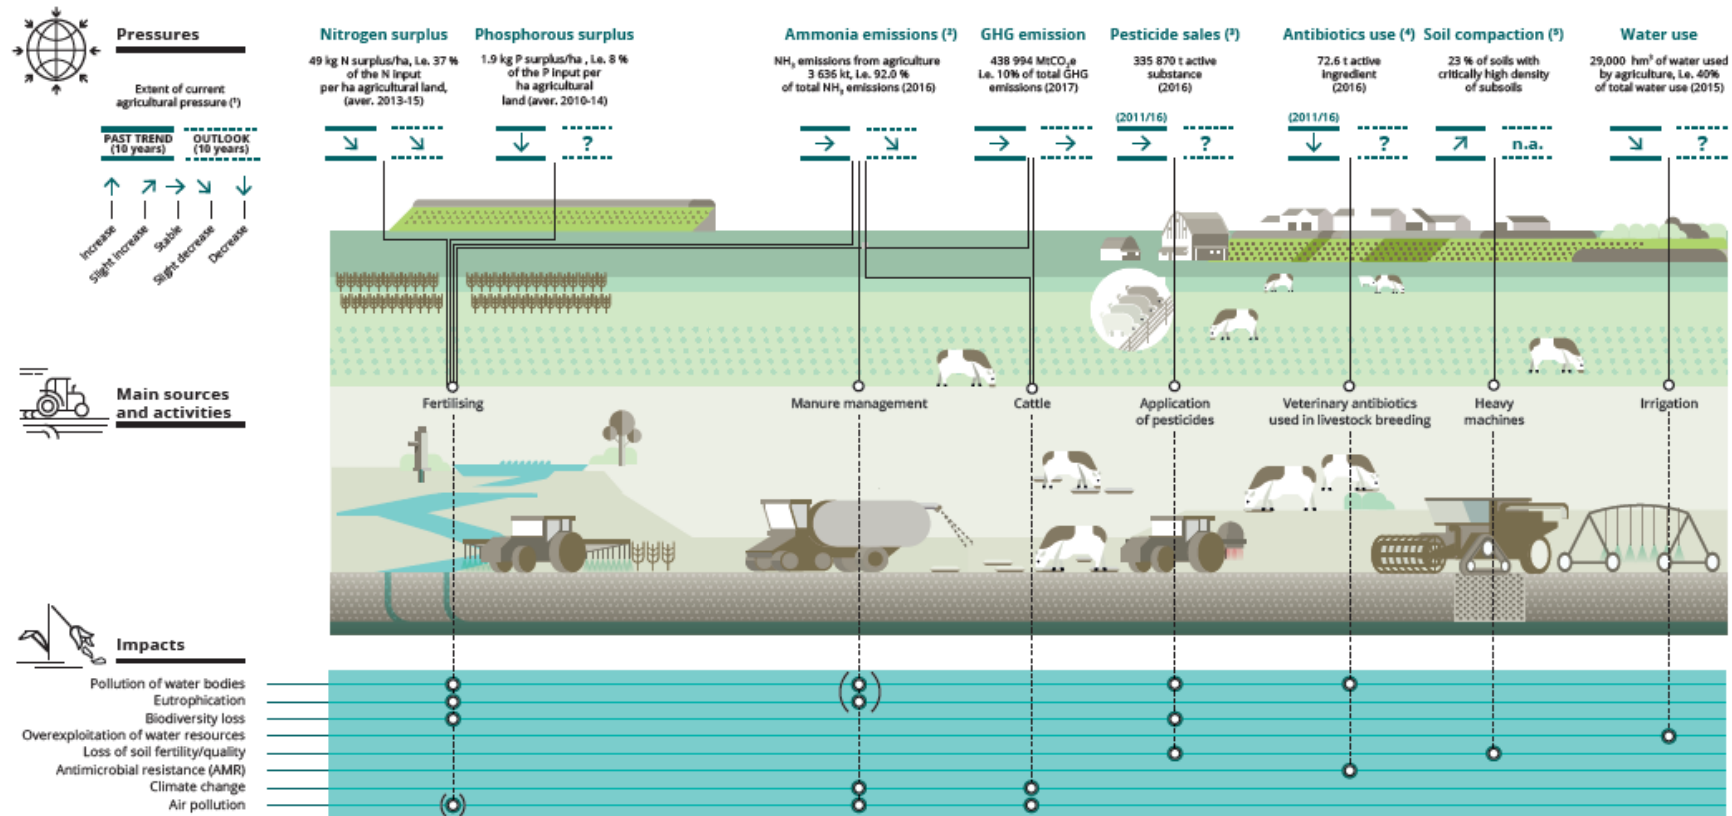 Pressures
Extent of current
agricultural pressure (¹)
PAST TREND
(10 years)
OUTLOOK
(10 years)
Increase
Slight increase
Stable
Slight decrease
Decrease
Nitrogen surplus
49 kg N surplus/ha, i.e. 37 %
of the N input
per ha agricultural land,
(aver. 2013-15)
Phosphorous surplus
1.9 kg P surplus/ha , i.e. 8 %
of the P input per
ha agricultural
land (aver. 2010-14)
?
Ammonia emissions (²)
NH₃ emissions from agriculture
3 636 kt, i.e. 92.0 %
of total NH₃ emissions (2016)
GHG emission
438 994 MtCO₂e
i.e. 10% of total GHG
emissions (2017)
Pesticide sales (³)
335 870 t active
substance
(2016)
(2011/16)
?
Antibiotics use (⁴)
72.6 t active
ingredient
(2016)
(2011/16)
?
Soil compaction (⁵)
23 % of soils with
critically high density
of subsoils
n.a.
Water use
29,000 hm³ of water used
by agriculture, i.e. 40%
of total water use (2015)
?
Main sources
and activities
Fertilising
Manure management
Cattle
Application
of pesticides
Veterinary antibiotics
used in livestock breeding
Heavy
machines
Irrigation
Impacts
Pollution of water bodies
Eutrophication
Biodiversity loss
Overexploitation of water resources
Loss of soil fertility/quality
Antimicrobial resistance (AMR)
Climate change
Air pollution